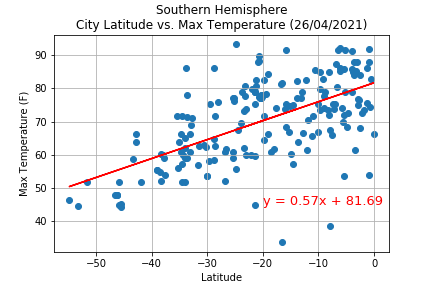 Southern Hemisphere
City Latitude vs. Max Temperature (26/04/2021)
Max Temperature (F)
90
80
70
60
50
40
y = 0.57x + 81.69
−50 −40 −30 −20 −10 0
Latitude